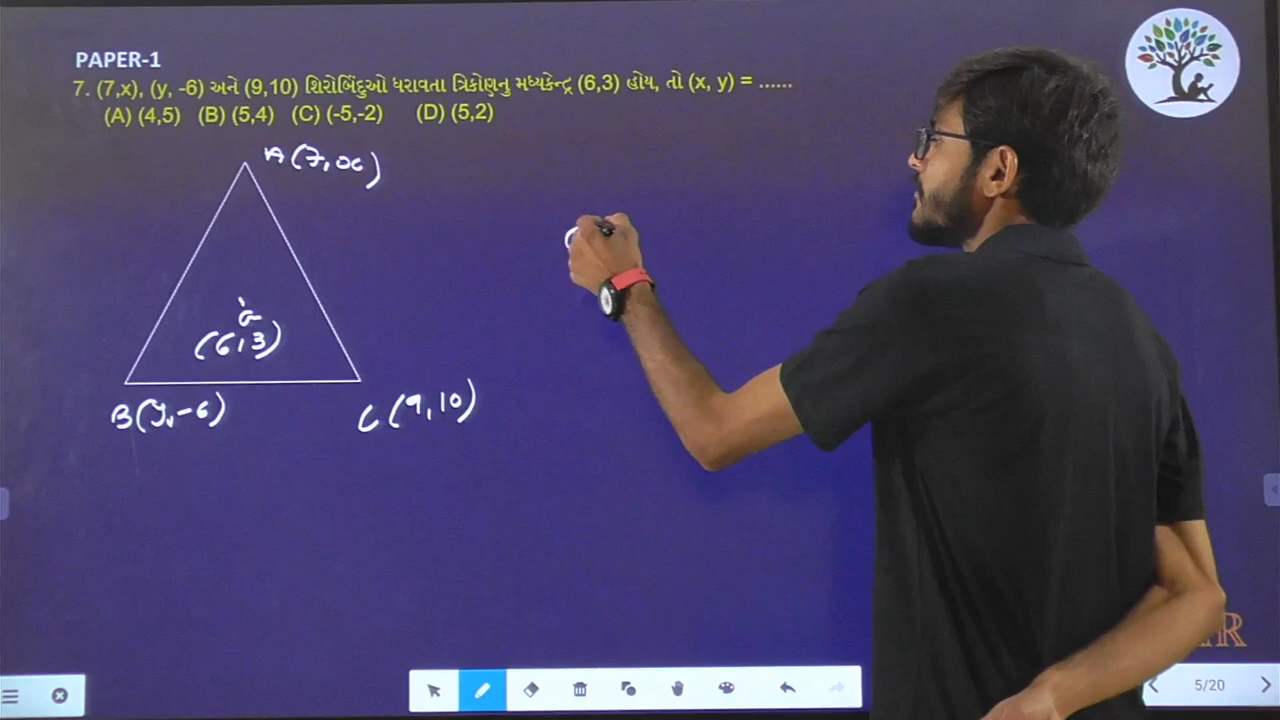 PAPER-1
7. (7,x), (y, -6) અને (9,10) શિરોબિંદુઓ ધરાવતા ત્રિકોણનુ મધ્યકેન્દ્ર (6,3) હોય, તો (x, y) = ......
(A) (4,5) (B) (5,4) (C) (-5,-2) (D) (5,2)
A (7, x)
G
(6,3)
B (y, -6)
C (9, 10)
5/20